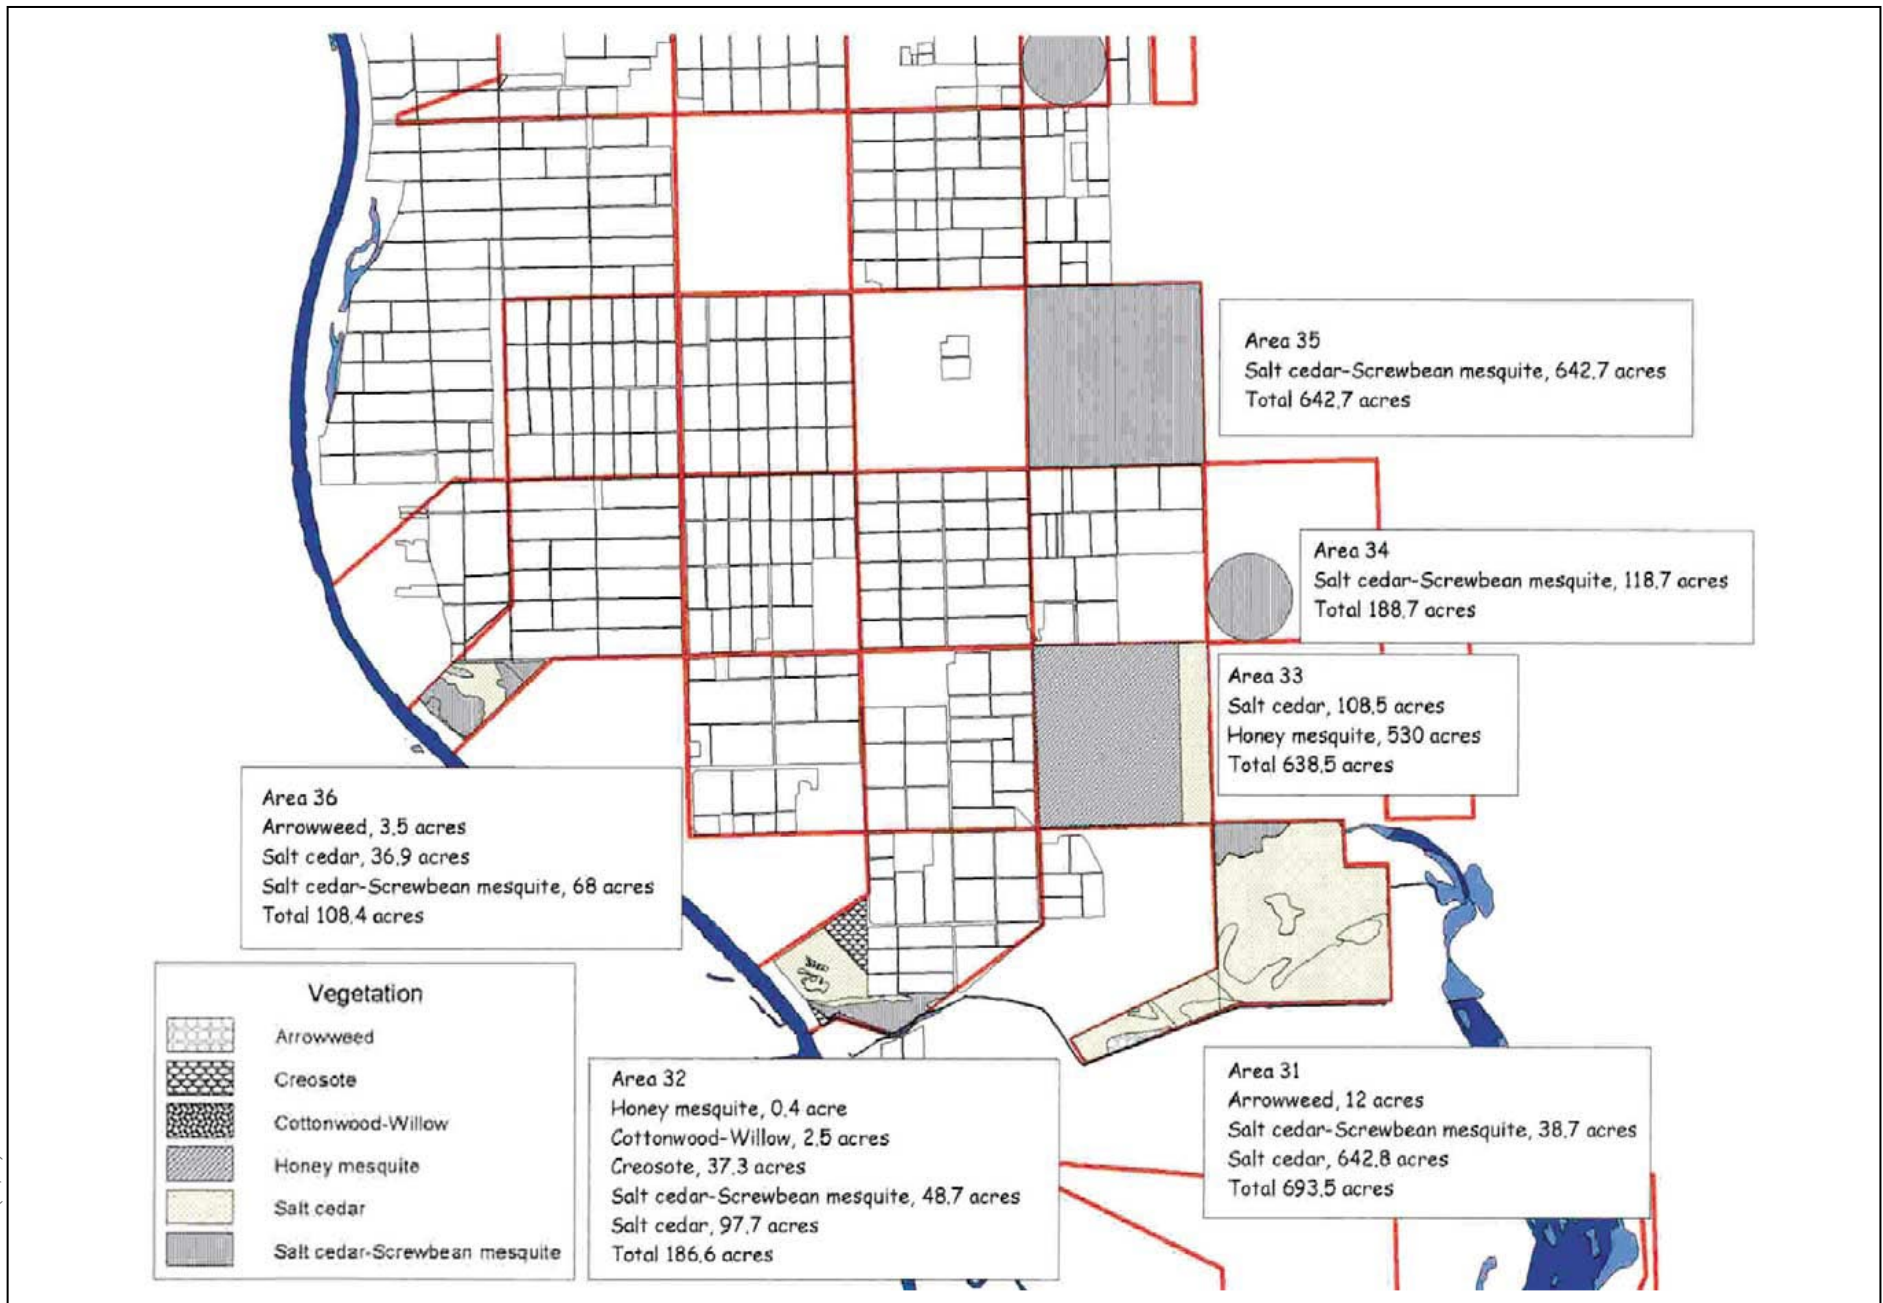 Area 35
Salt cedar-Screwbean mesquite, 642.7 acres
Total 642.7 acres
Area 34
Salt cedar-Screwbean mesquite, 118.7 acres
Total 188.7 acres
Area 33
Salt cedar, 108.5 acres
Honey mesquite, 530 acres
Total 638.5 acres
Area 36
Arrowweed, 3.5 acres
Salt cedar, 36.9 acres
Salt cedar-Screwbean mesquite, 68 acres
Total 108.4 acres
Vegetation
Arrowweed
Creosote
Cottonwood-Willow
Honey mesquite
Salt cedar
Salt cedar-Screwbean mesquite
Area 32
Honey mesquite, 0.4 acre
Cottonwood-Willow, 2.5 acres
Creosote, 37.3 acres
Salt cedar-Screwbean mesquite, 48.7 acres
Salt cedar, 97.7 acres
Total 186.6 acres
Area 31
Arrowweed, 12 acres
Salt cedar-Screwbean mesquite, 38.7 acres
Salt cedar, 642.8 acres
Total 693.5 acres